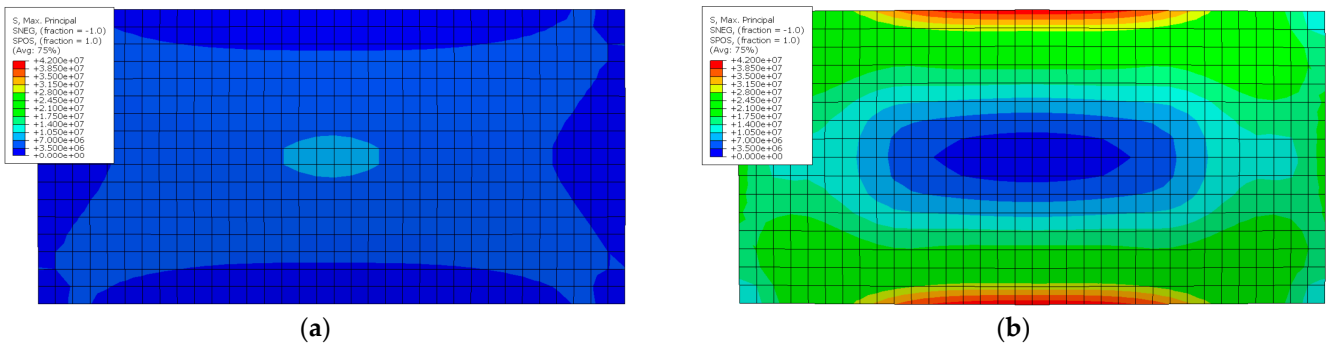 S, Max. Principal
SNEG, (fraction = -1.0)
SPOS, (fraction = 1.0)
(Avg: 75%)
+4.200e+07
+3.850e+07
+3.500e+07
+3.150e+07
+2.800e+07
+2.450e+07
+2.100e+07
+1.750e+07
+1.400e+07
+1.050e+07
+7.000e+06
+3.500e+06
+0.000e+00
(a)
S, Max. Principal
SNEG, (fraction = -1.0)
SPOS, (fraction = 1.0)
(Avg: 75%)
+4.200e+07
+3.850e+07
+3.500e+07
+3.150e+07
+2.800e+07
+2.450e+07
+2.100e+07
+1.750e+07
+1.400e+07
+1.050e+07
+7.000e+06
+3.500e+06
+0.000e+00
(b)